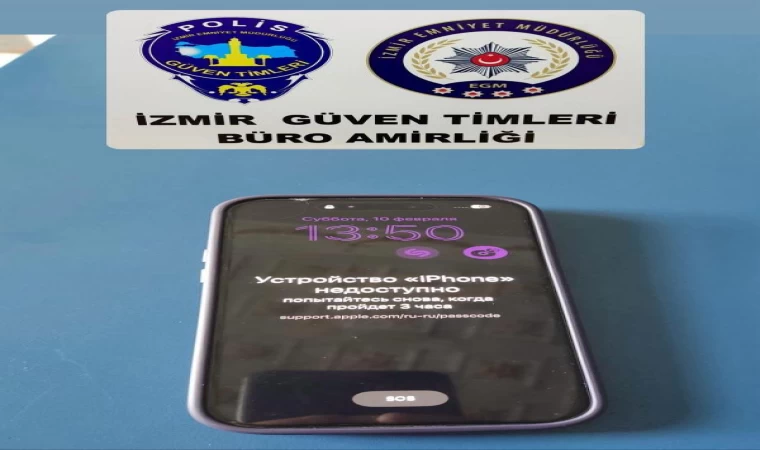 POLİS
İZMİR EMNİYET MÜDÜRLÜĞÜ
GÜVEN TİMLERİ
İZMİR EMNİYET MÜDÜRLÜĞÜ
EGM
İZMİR GÜVEN TİMLERİ
BÜRO AMİRLİĞİ
Суббота, 10 февраля
13:50
Устройство «iPhone»
недоступно
попытайтесь снова, когда
пройдет 3 часа
support.apple.com/ru-ru/passcode
SOS